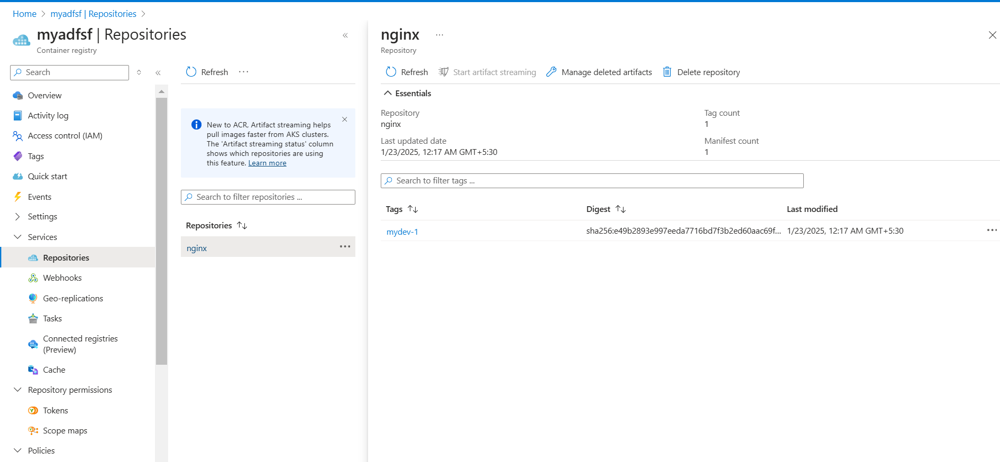 Home > myadfsf | Repositories >
myadfsf | Repositories
Container registry
Search
Overview
Activity log
Access control (IAM)
Tags
Quick start
Events
Settings
Services
Repositories
Webhooks
Geo-replications
Tasks
Connected registries
(Preview)
Cache
Repository permissions
Tokens
Scope maps
Policies
Refresh
New to ACR, Artifact streaming helps
pull images faster from AKS clusters.
The 'Artifact streaming status' column
shows which repositories are using
this feature. Learn more
Search to filter repositories ...
Repositories
nginx
nginx
Repository
Refresh Start artifact streaming Manage deleted artifacts Delete repository
Essentials
Repository
nginx
Last updated date
1/23/2025, 12:17 AM GMT+5:30
Tag count
1
Manifest count
1
Search to filter tags ...
Tags Digest Last modified
mydev-1 sha256:e49b2893e997eeda7716bd7f3b2ed60aac69f... 1/23/2025, 12:17 AM GMT+5:30